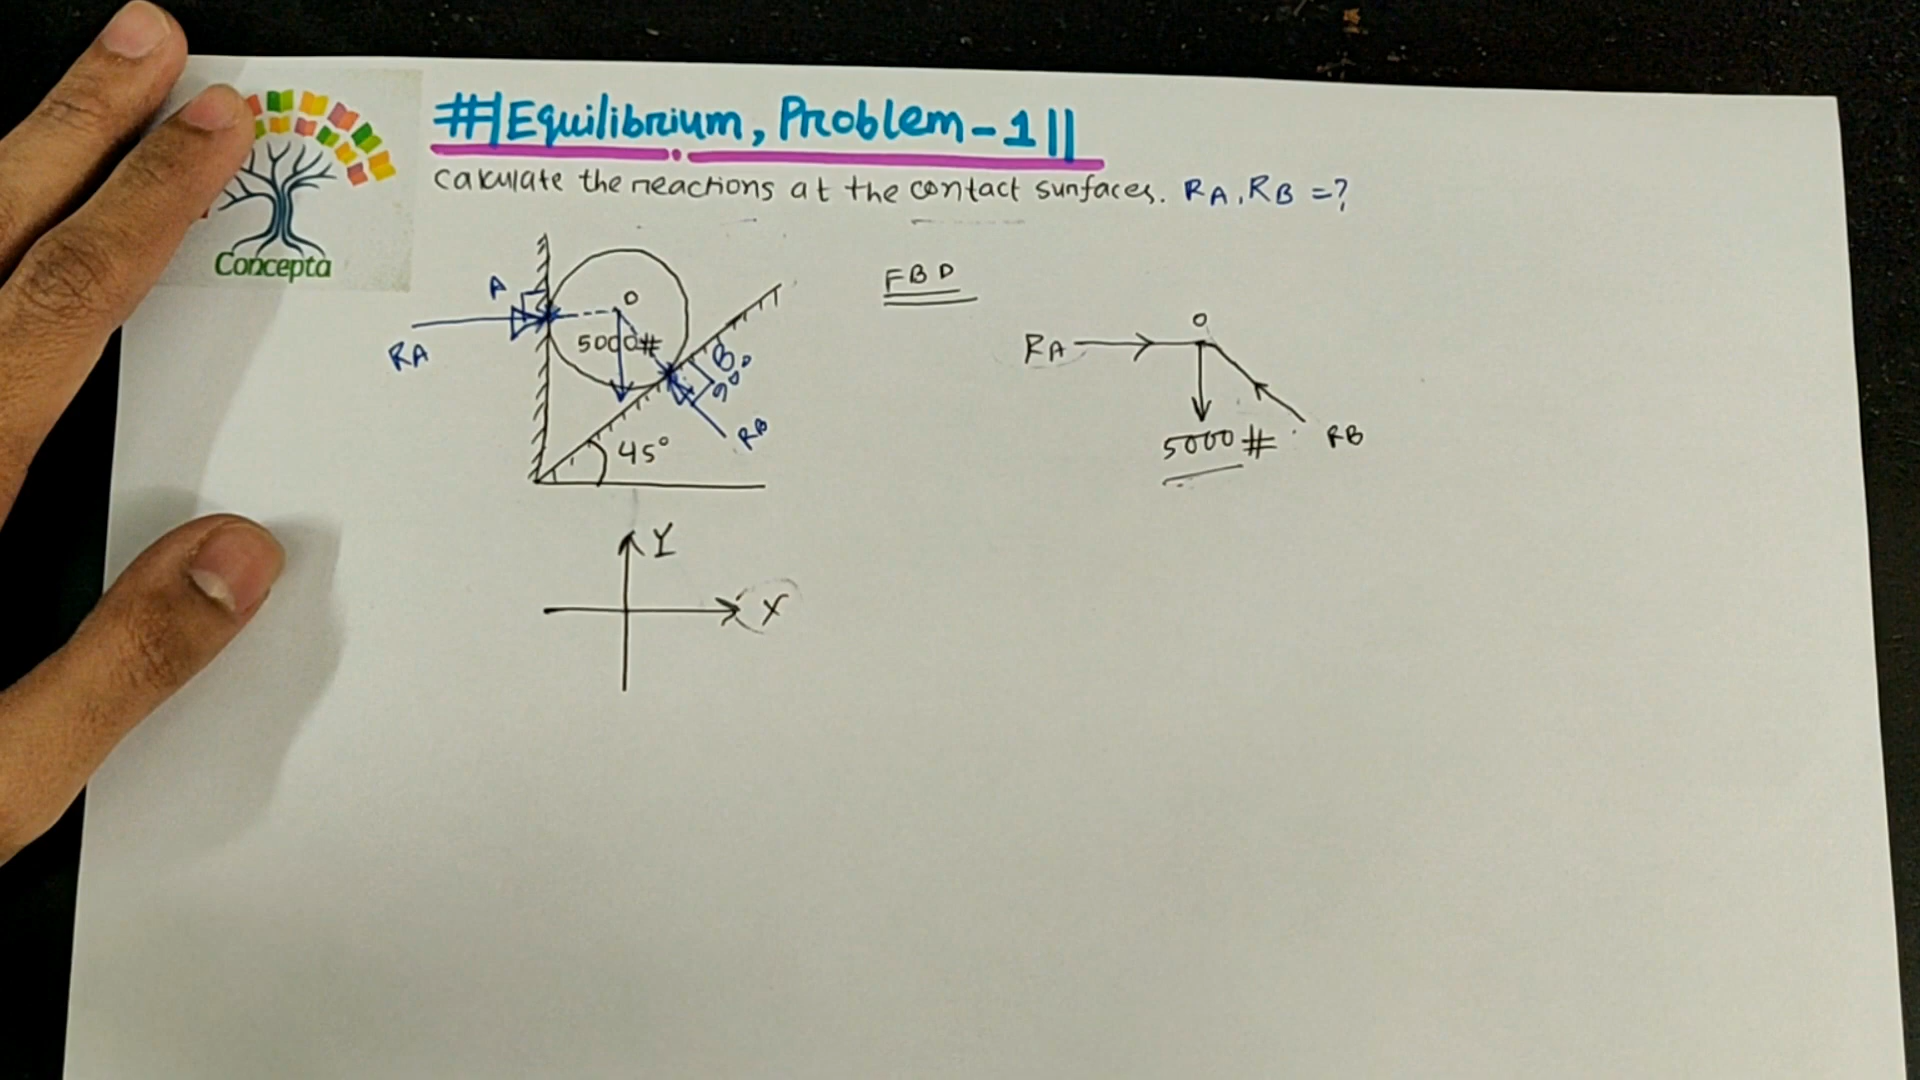 #|Equilibrium, Problem-1||
calculate the reactions at the contact surfaces. RA, RB =?
Concepta
FBD
A
O
O
RA
5000#
B
90°
RA
RB
45°
5000#
RB
Y
X